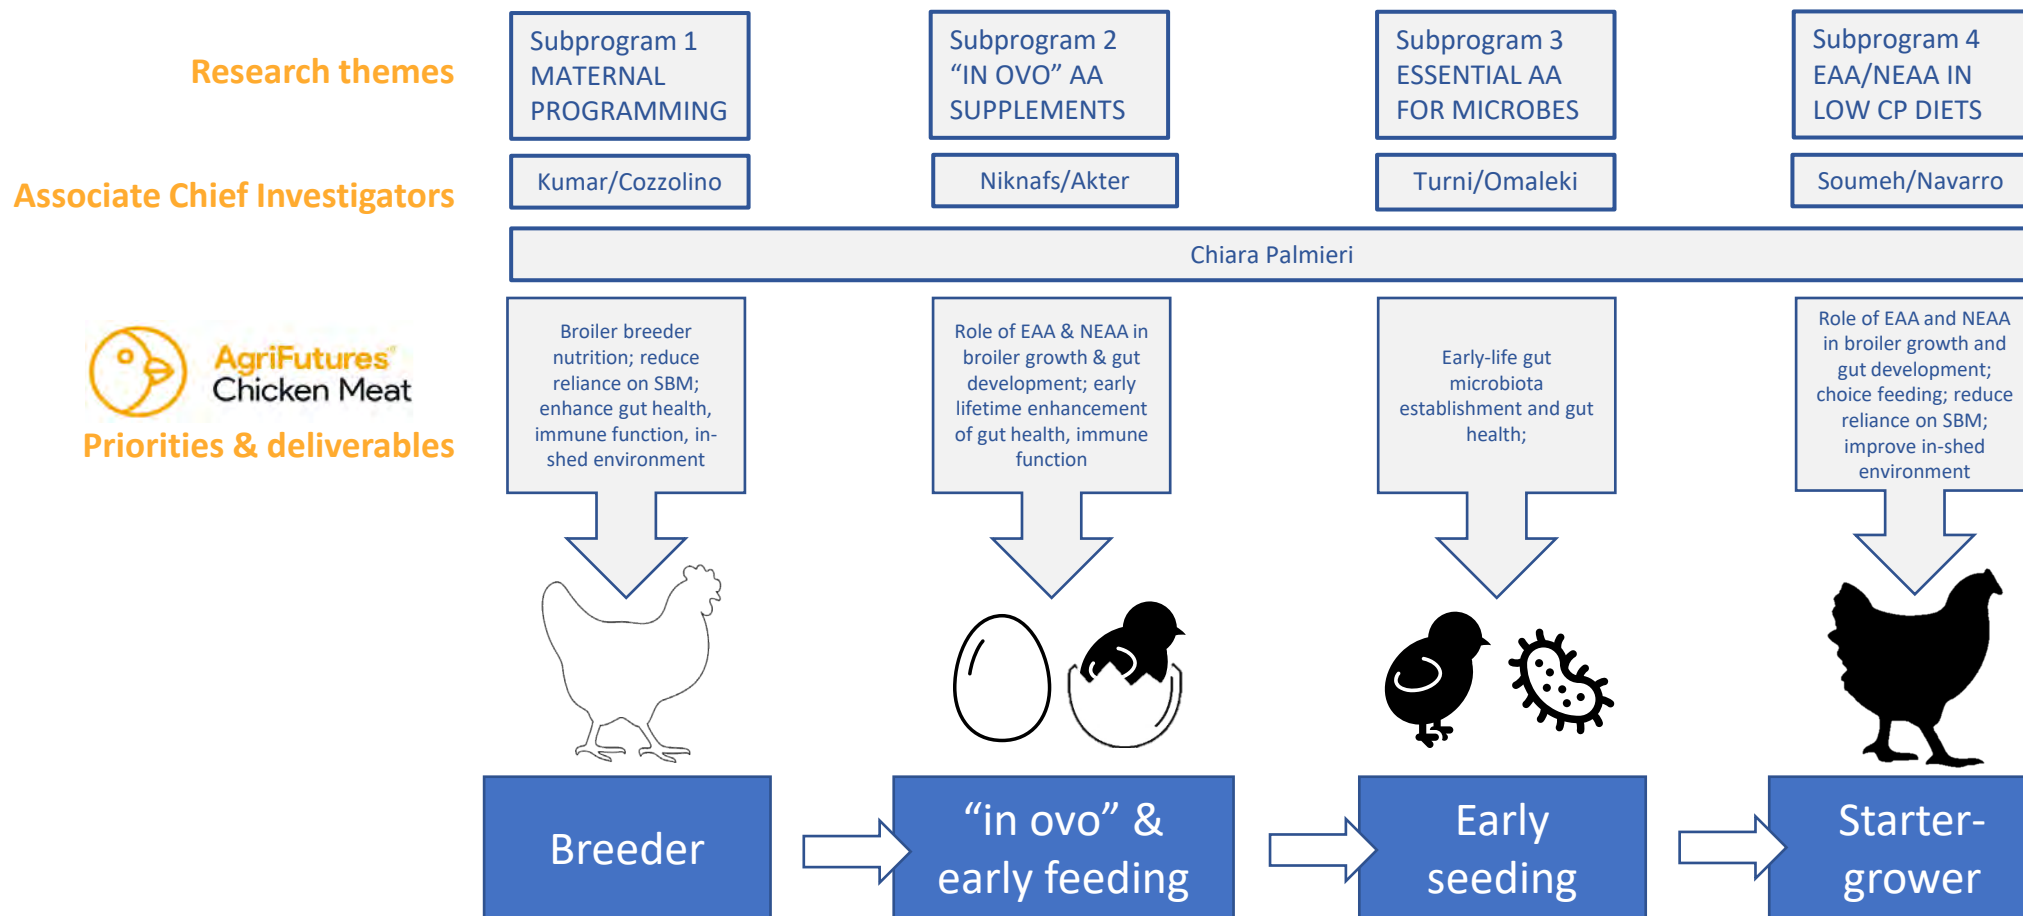 Research themes
Subprogram 1
MATERNAL
PROGRAMMING
Subprogram 2
“IN OVO” AA
SUPPLEMENTS
Subprogram 3
ESSENTIAL AA
FOR MICROBES
Subprogram 4
EAA/NEAA IN
LOW CP DIETS
Associate Chief Investigators
Kumar/Cozzolino
Niknafs/Akter
Turni/Omaleki
Soumeh/Navarro
Chiara Palmieri
AgriFutures®
Chicken Meat
Priorities & deliverables
Broiler breeder
nutrition; reduce
reliance on SBM;
enhance gut health,
immune function, in-
shed environment
Role of EAA & NEAA in
broiler growth & gut
development; early
lifetime enhancement
of gut health, immune
function
Early-life gut
microbiota
establishment and gut
health;
Role of EAA and NEAA
in broiler growth and
gut development;
choice feeding; reduce
reliance on SBM;
improve in-shed
environment
Breeder
“in ovo” &
early feeding
Early
seeding
Starter-
grower